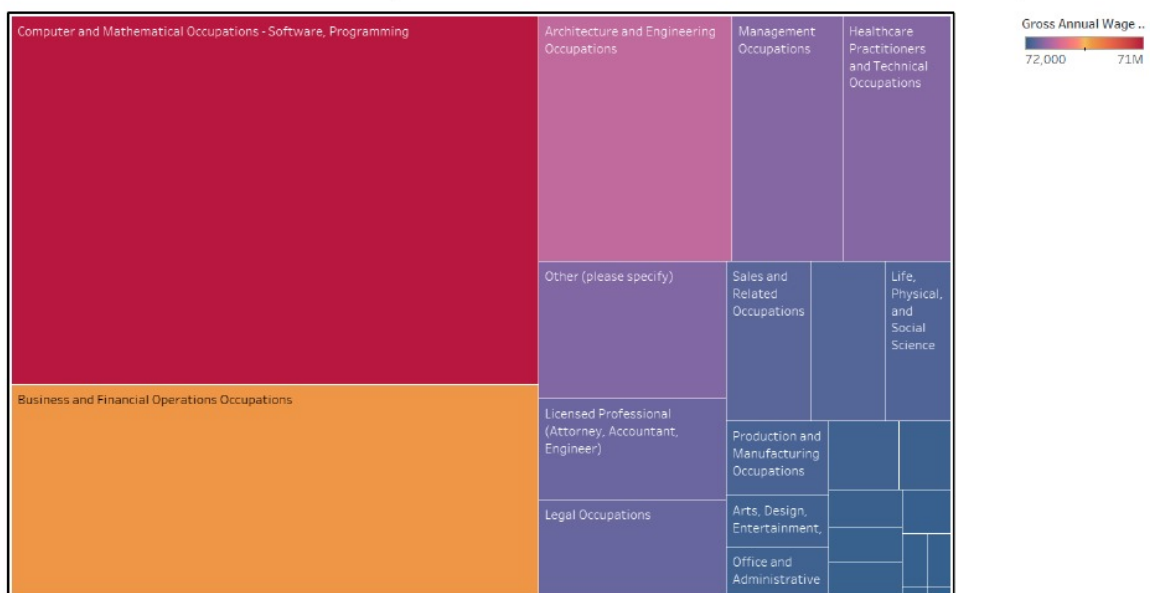 Computer and Mathematical Occupations - Software, Programming
Architecture and Engineering
Occupations
Management
Occupations
Healthcare
Practitioners
and Technical
Occupations
Gross Annual Wage ..
72,000 71M
Other (please specify)
Sales and
Related
Occupations
Life,
Physical,
and
Social
Science
Business and Financial Operations Occupations
Licensed Professional
(Attorney, Accountant,
Engineer)
Production and
Manufacturing
Occupations
Legal Occupations
Arts, Design,
Entertainment,
Office and
Administrative